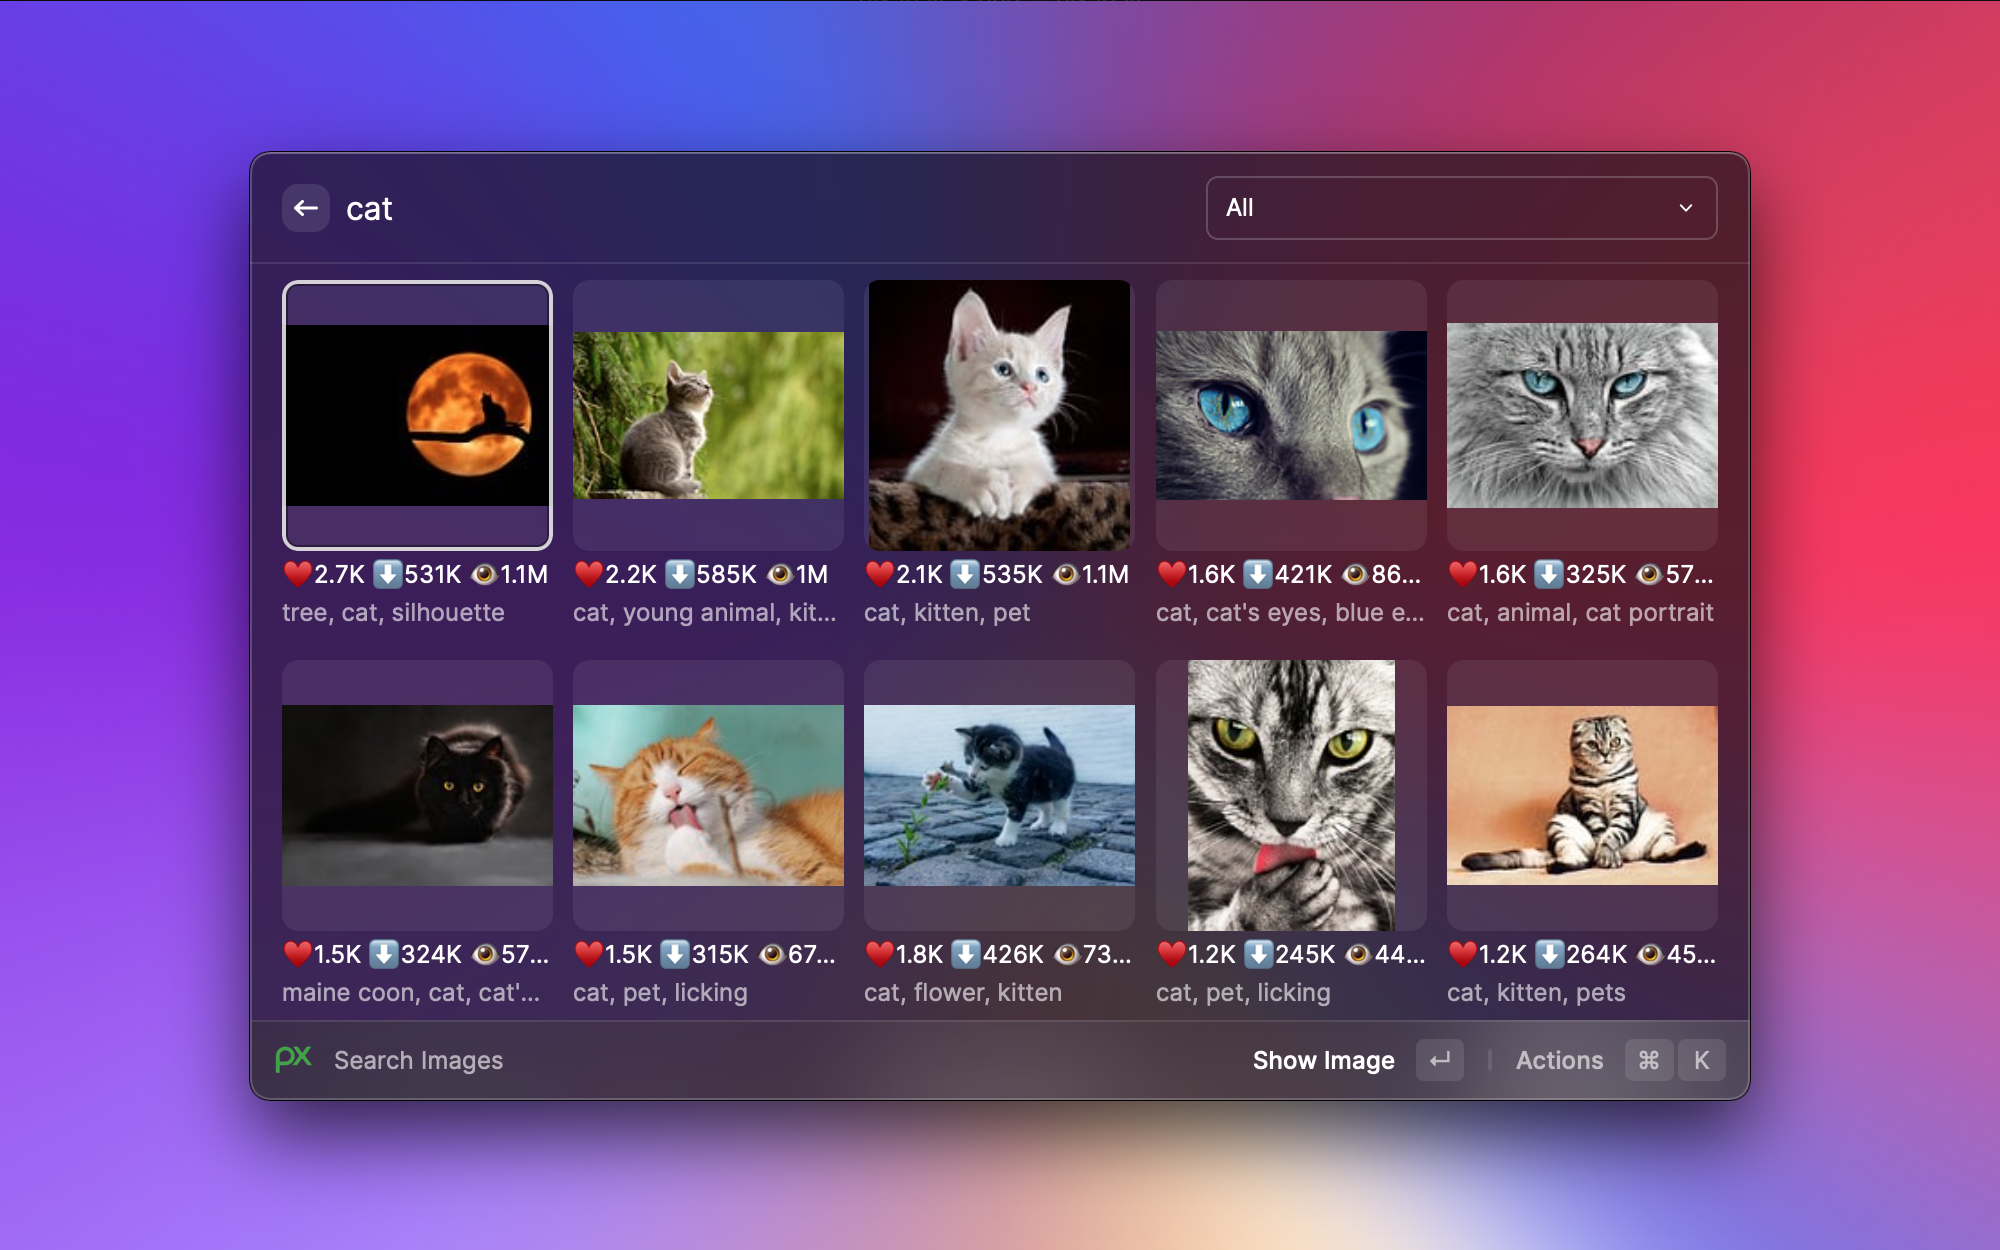 cat
All
❤️2.7K ⬇️531K 👁️1.1M
tree, cat, silhouette
❤️2.2K ⬇️585K 👁️1M
cat, young animal, kit...
❤️2.1K ⬇️535K 👁️1.1M
cat, kitten, pet
❤️1.6K ⬇️421K 👁️86...
cat, cat's eyes, blue e...
❤️1.6K ⬇️325K 👁️57...
cat, animal, cat portrait
❤️1.5K ⬇️324K 👁️57...
maine coon, cat, cat'...
❤️1.5K ⬇️315K 👁️67...
cat, pet, licking
❤️1.8K ⬇️426K 👁️73...
cat, flower, kitten
❤️1.2K ⬇️245K 👁️44...
cat, pet, licking
❤️1.2K ⬇️264K 👁️45...
cat, kitten, pets
px Search Images
Show Image ↵ Actions ⌘ K